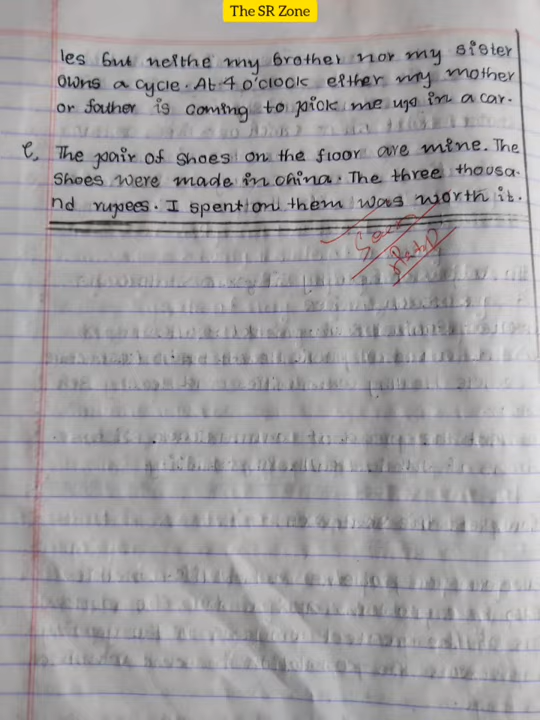 The SR Zone
les but neithe my brother nor my sister
owns a cycle. At 4 o'clock either my mother
or father is coming to pick me up in a car.
e, The pair of shoes on the floor are mine. The
shoes were made in china. The three thousa-
nd rupees. I spent on them was worth it.